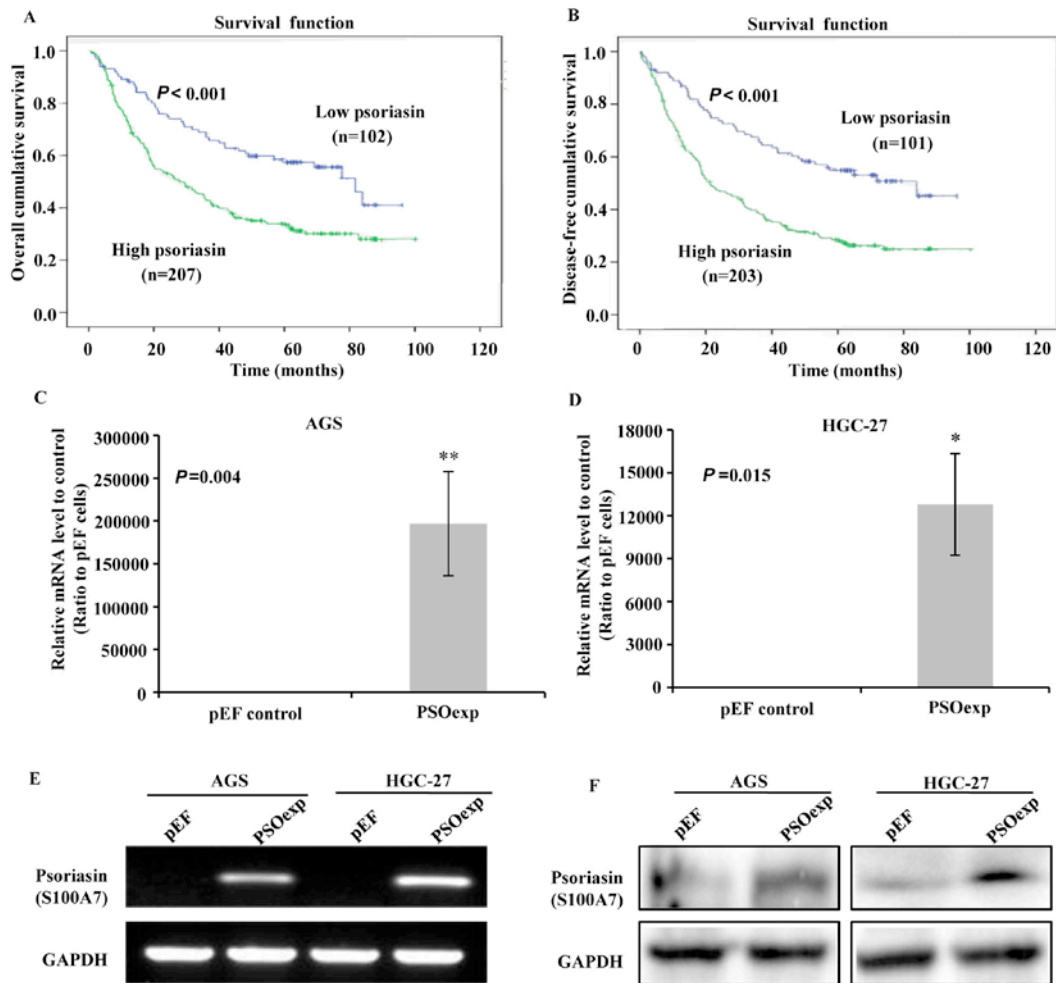 A
Survival function
Overall cumulative survival
1.0
0.8
0.6
0.4
0.2
0.0
P< 0.001
Low psoriasin
(n=102)
High psoriasin
(n=207)
0 20 40 60 80 100 120
Time (months)
B
Survival function
Disease-free cumulative survival
1.0
0.8
0.6
0.4
0.2
0.0
P< 0.001
Low psoriasin
(n=101)
High psoriasin
(n=203)
0 20 40 60 80 100 120
Time (months)
C
AGS
Relative mRNA level to control
(Ratio to pEF cells)
300000
250000
200000
150000
100000
50000
0
P=0.004
**
pEF control PSOexp
D
HGC-27
Relative mRNA level to control
(Ratio to pEF cells)
18000
15000
12000
9000
6000
3000
0
P=0.015
*
pEF control PSOexp
E
AGS HGC-27
pEF PSOexp pEF PSOexp
Psoriasin
(S100A7)
GAPDH
F
AGS HGC-27
pEF PSOexp pEF PSOexp
Psoriasin
(S100A7)
GAPDH